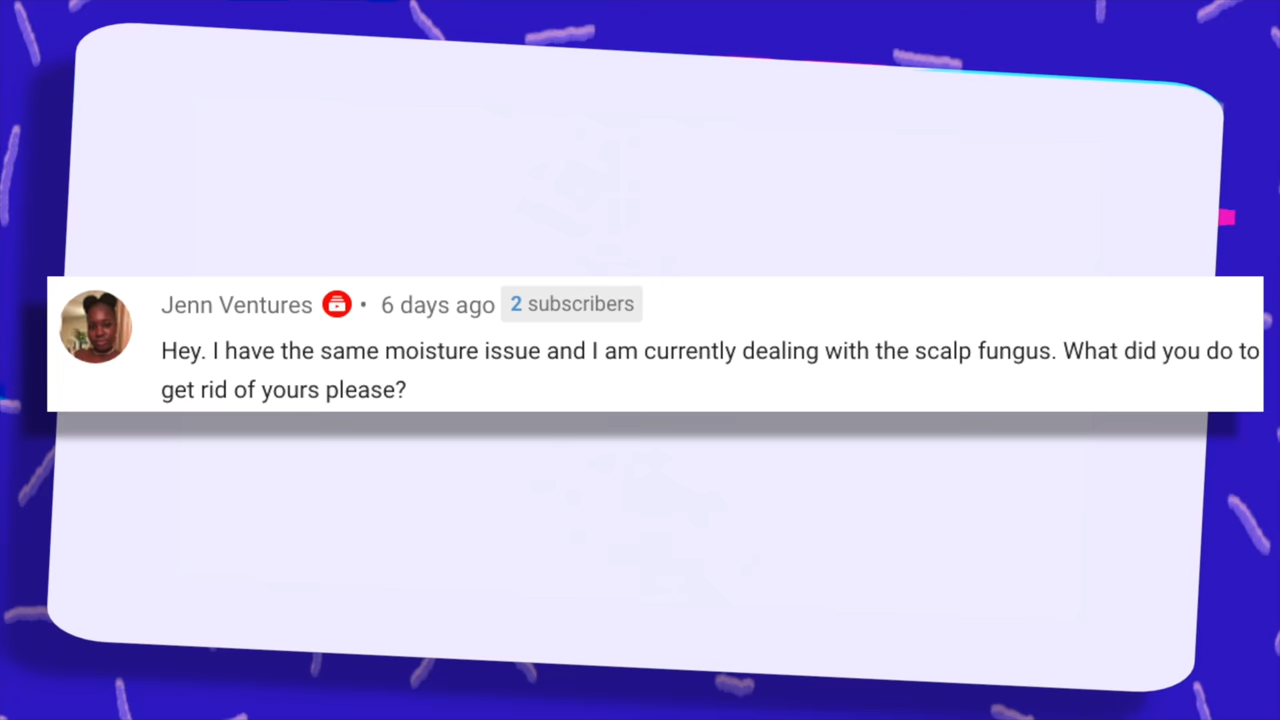 Jenn Ventures • 6 days ago 2 subscribers
Hey. I have the same moisture issue and I am currently dealing with the scalp fungus. What did you do to
get rid of yours please?